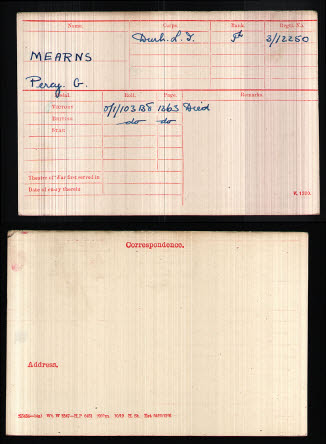 Name. Corps. Rank. Regtl. No.
Durh. L. I. Pte 3/12250
MEARNS
Percy. G.
Medal. Roll. Page. Remarks.
Victory O/1/103 B8 1363 Died
British do do
Star
Theatre of War first served in
Date of entry therein
K. 1380.
Correspondence.
Address.